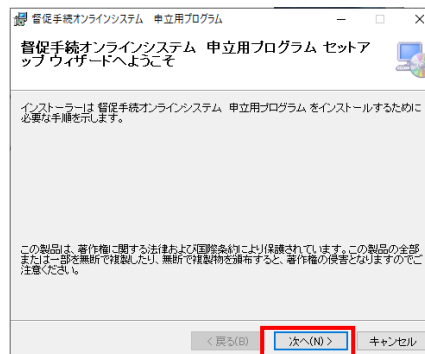 督促手続オンラインシステム　申立用プログラム
督促手続オンラインシステム　申立用プログラム セットア
ップ ウィザードへようこそ
インストーラーは 督促手続オンラインシステム　申立用プログラム をインストールするために
必要な手順を示します。
この製品は、著作権に関する法律および国際条約により保護されています。この製品の全部
または一部を無断で複製したり、無断で複製物を頒布すると、著作権の侵害となりますのでご
注意ください。
< 戻る(B)
次へ(N) >
キャンセル